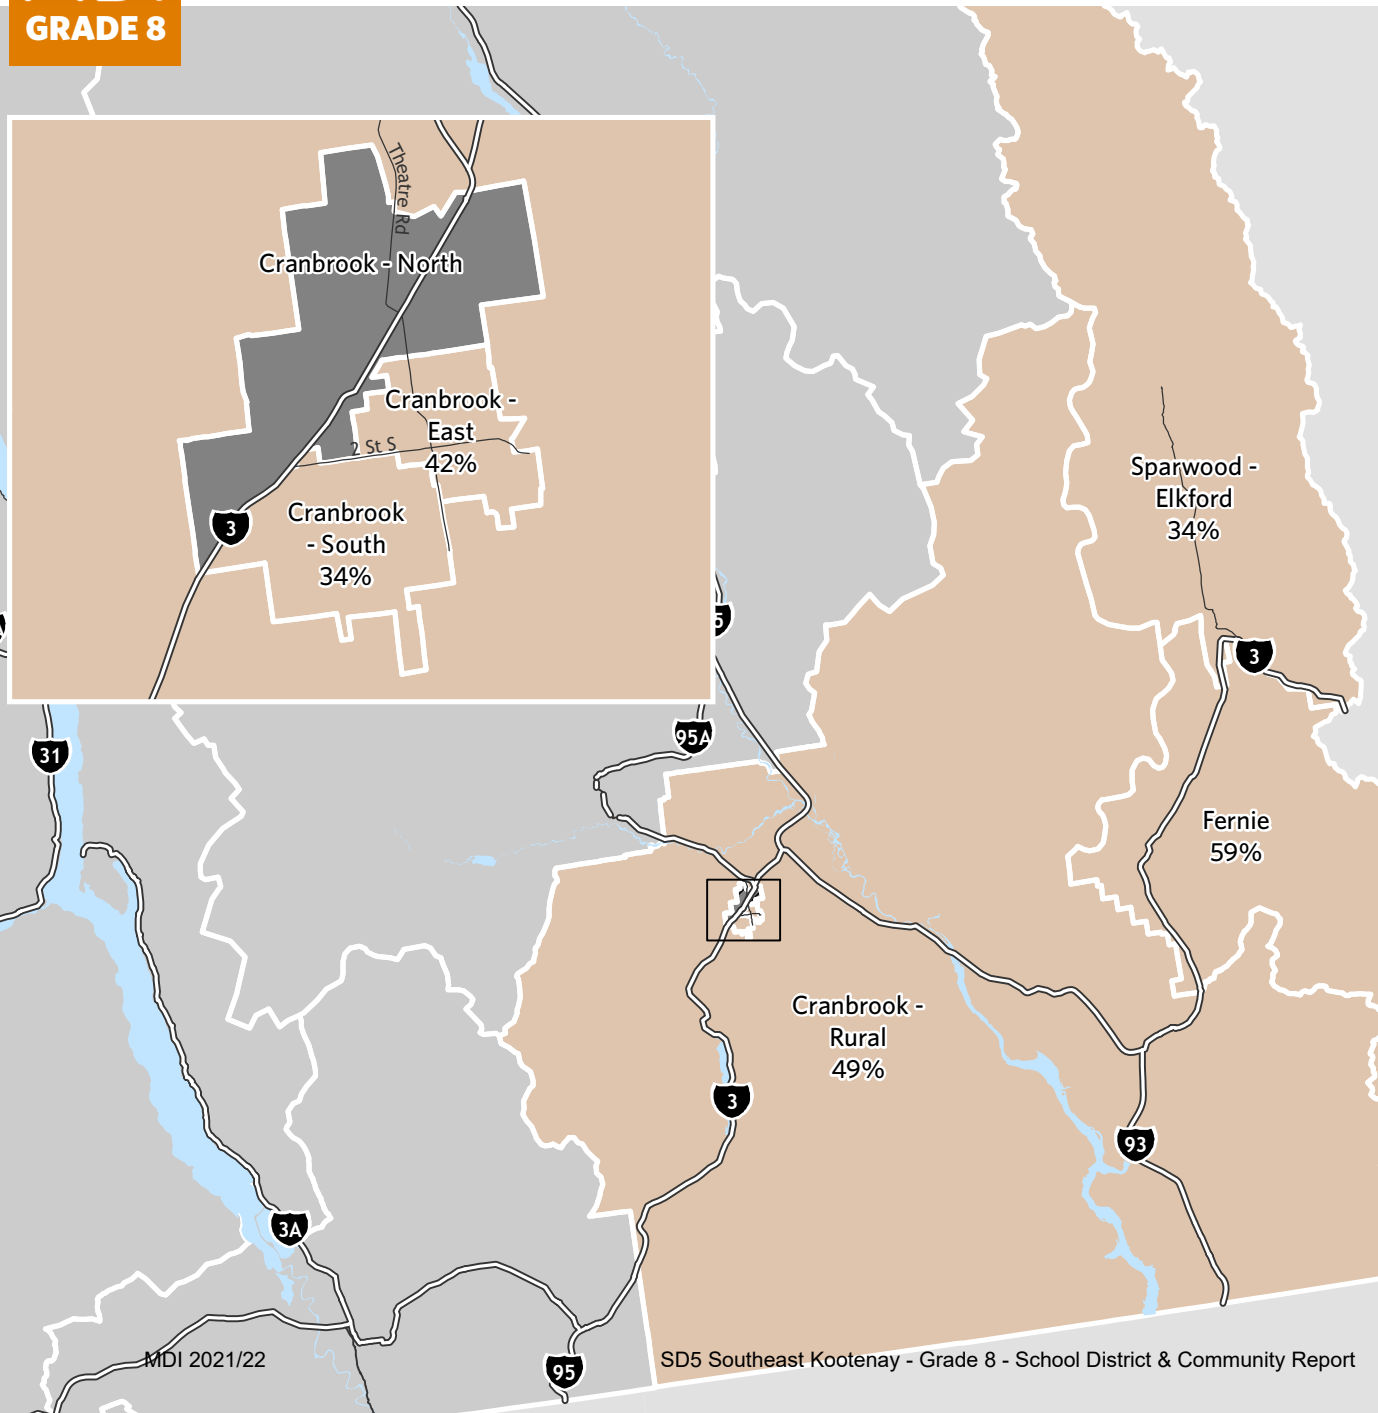 GRADE 8
Theatre Rd
Cranbrook - North
Cranbrook -
East
42%
2 St S
Cranbrook
- South
34%
3
Sparwood -
Elkford
34%
3
31
95A
Fernie
59%
Cranbrook -
Rural
49%
3
93
3A
95
MDI 2021/22
SD5 Southeast Kootenay - Grade 8 - School District & Community Report